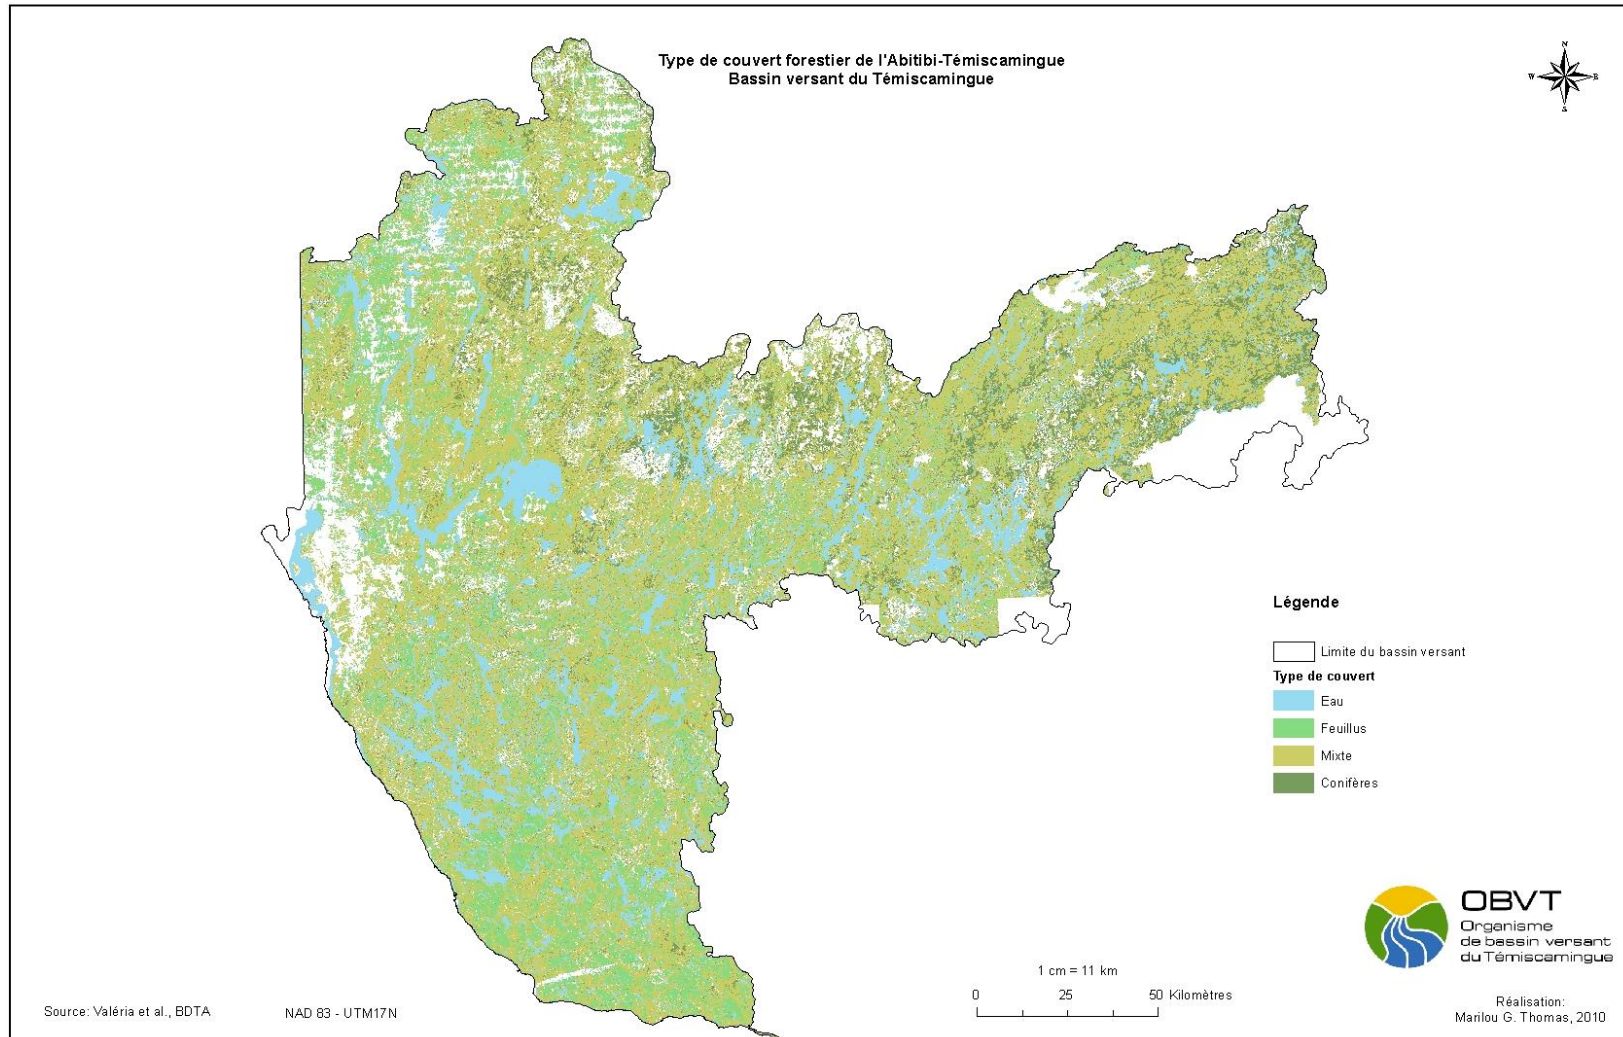 Type de couvert forestier de l'Abitibi-Témiscamingue
Bassin versant du Témiscamingue
N
W
E
S
Légende
Limite du bassin versant
Type de couvert
Eau
Feuillus
Mixte
Conifères
OBVT
Organisme
de bassin versant
du Témiscamingue
1 cm = 11 km
0 25 50 Kilomètres
Source: Valéria et al., BDTA
NAD 83 - UTM17N
Réalisation:
Marilou G. Thomas, 2010